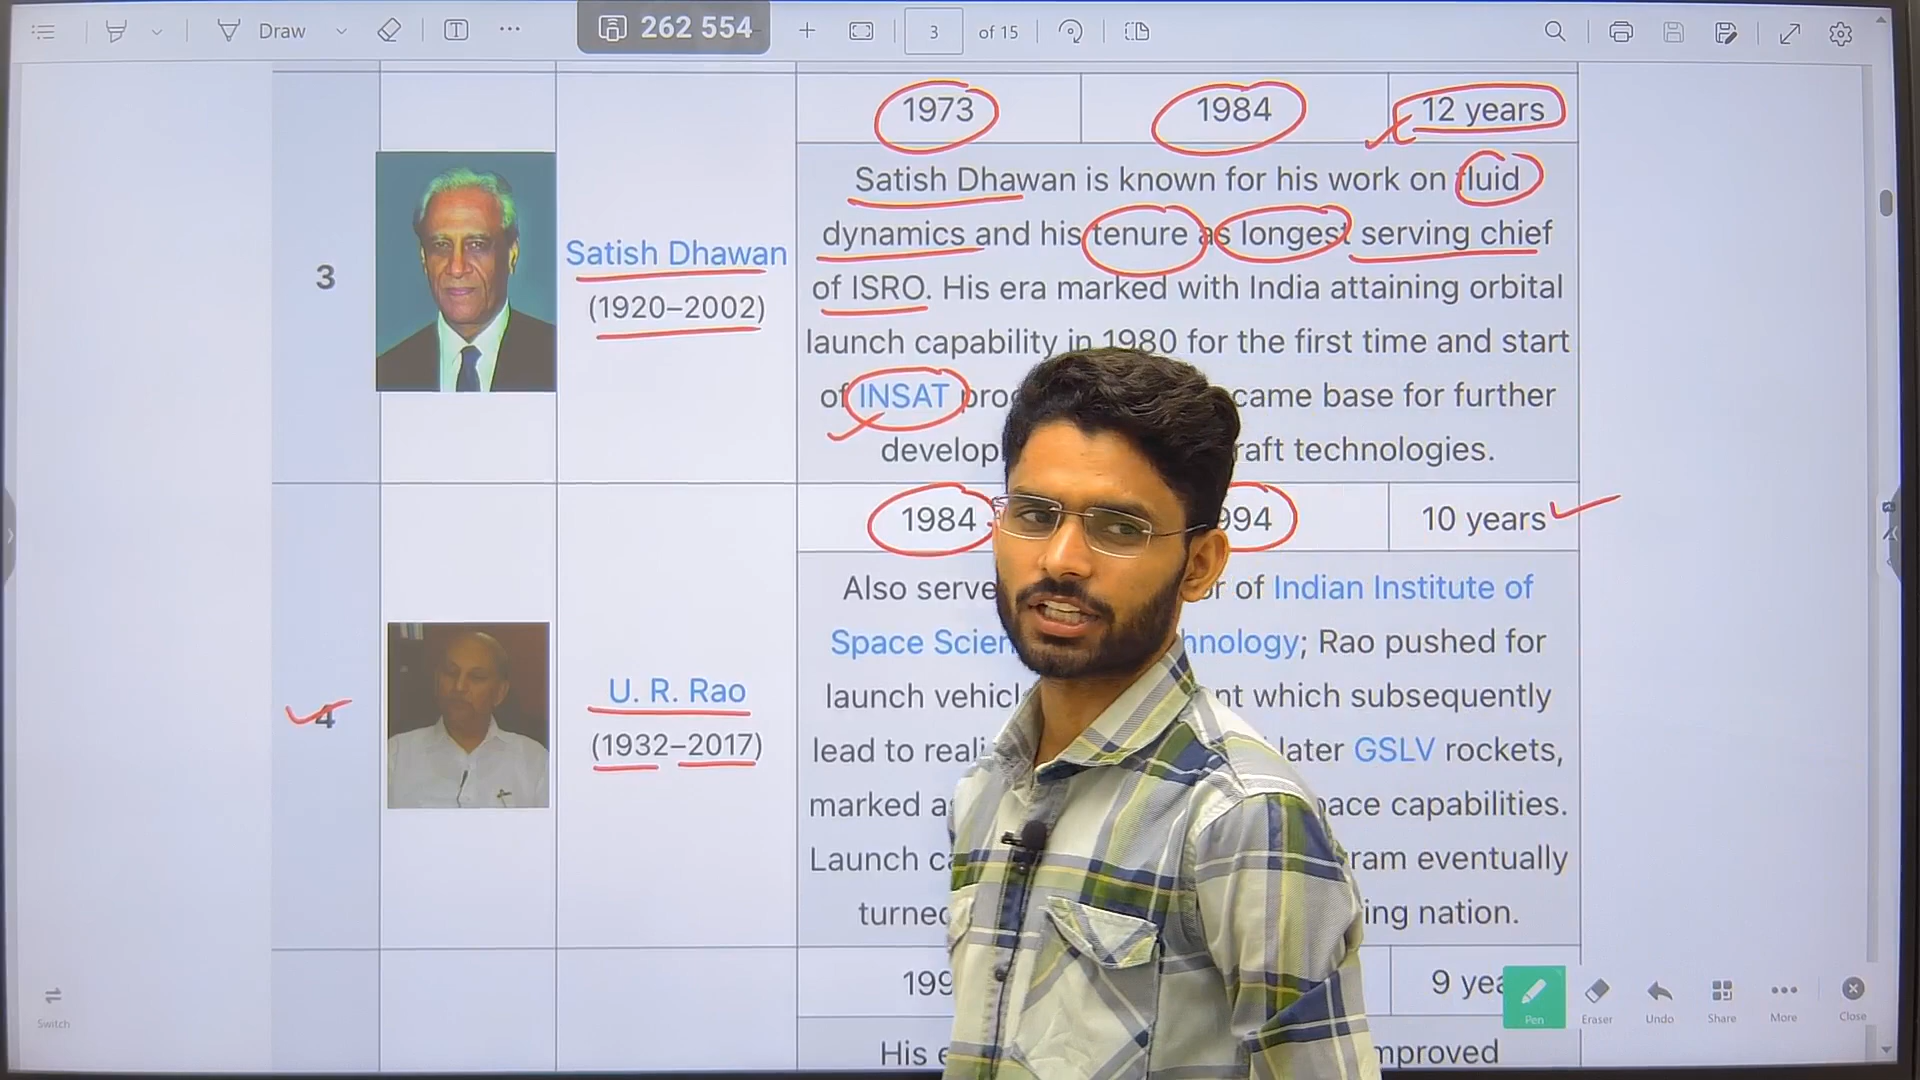 Draw
262 554
3
of 15
1973
1984
12 years
3
Satish Dhawan
(1920–2002)
Satish Dhawan is known for his work on fluid
dynamics and his tenure as longest serving chief
of ISRO. His era marked with India attaining orbital
launch capability in 1980 for the first time and start
of INSAT came base for further
develop raft technologies.
1984
994
10 years
4
U. R. Rao
(1932–2017)
Also serve of Indian Institute of
Space Scien hnology; Rao pushed for
launch vehicl which subsequently
lead to reali later GSLV rockets,
marked a capabilities.
Launch ca eventually
turned ing nation.
199
9 yea
His e mproved
Switch
Pen
Eraser
Undo
Share
More
Close